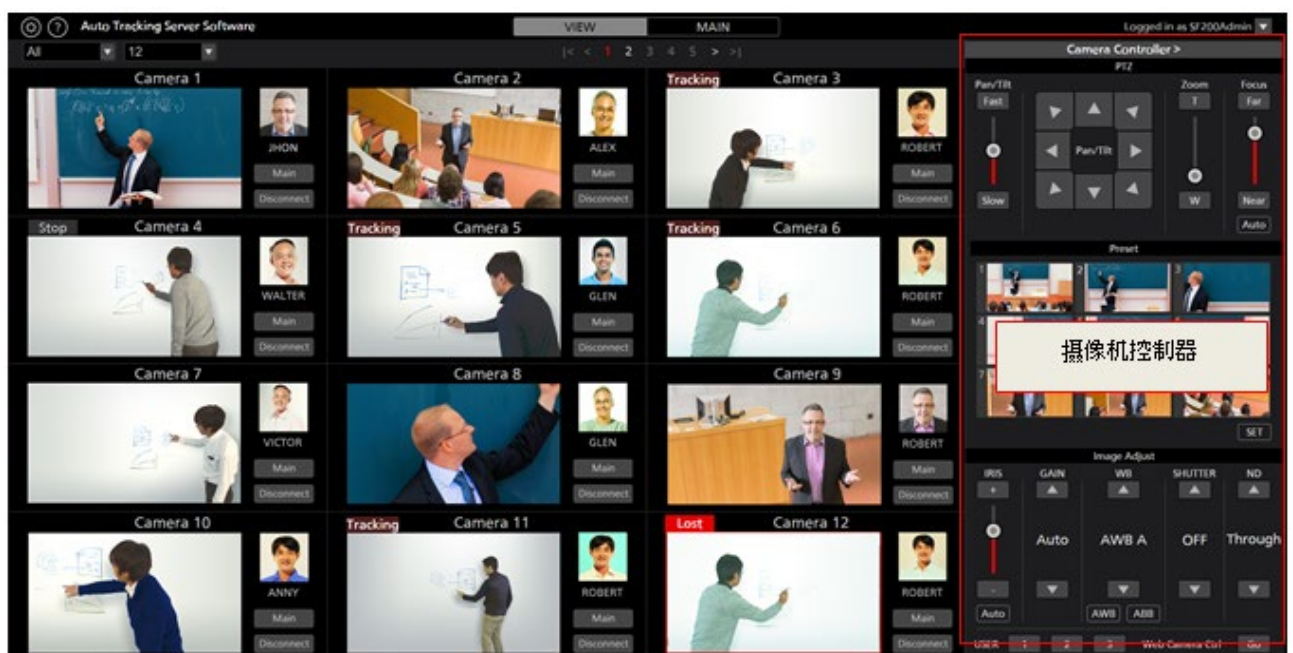 Auto Tracking Server Software
VIEW
MAIN
Logged in as SF200Admin
All
12
|< < 1 2 3 4 5 > >|
Camera 1
JHON
Main
Disconnect
Camera 2
ALEX
Main
Disconnect
Tracking
Camera 3
ROBERT
Main
Disconnect
Stop
Camera 4
WALTER
Main
Disconnect
Tracking
Camera 5
GLEN
Main
Disconnect
Tracking
Camera 6
ROBERT
Main
Disconnect
Camera 7
VICTOR
Main
Disconnect
Camera 8
GLEN
Main
Disconnect
Camera 9
ROBERT
Main
Disconnect
Camera 10
ANNY
Main
Disconnect
Tracking
Camera 11
ROBERT
Main
Disconnect
Lost
Camera 12
ROBERT
Main
Disconnect
Camera Controller >
PTZ
Pan/Tilt
Zoom
Focus
Fast
T
Far
Pan/Tilt
Slow
W
Near
Auto
Preset
1
2
3
4
摄像机控制器
7
SET
Image Adjust
IRIS
GAIN
WB
SHUTTER
ND
+
Auto
AWB A
OFF
Through
-
Auto
AWB
ABB
USER
1
2
3
Web Camera Ctrl
Go